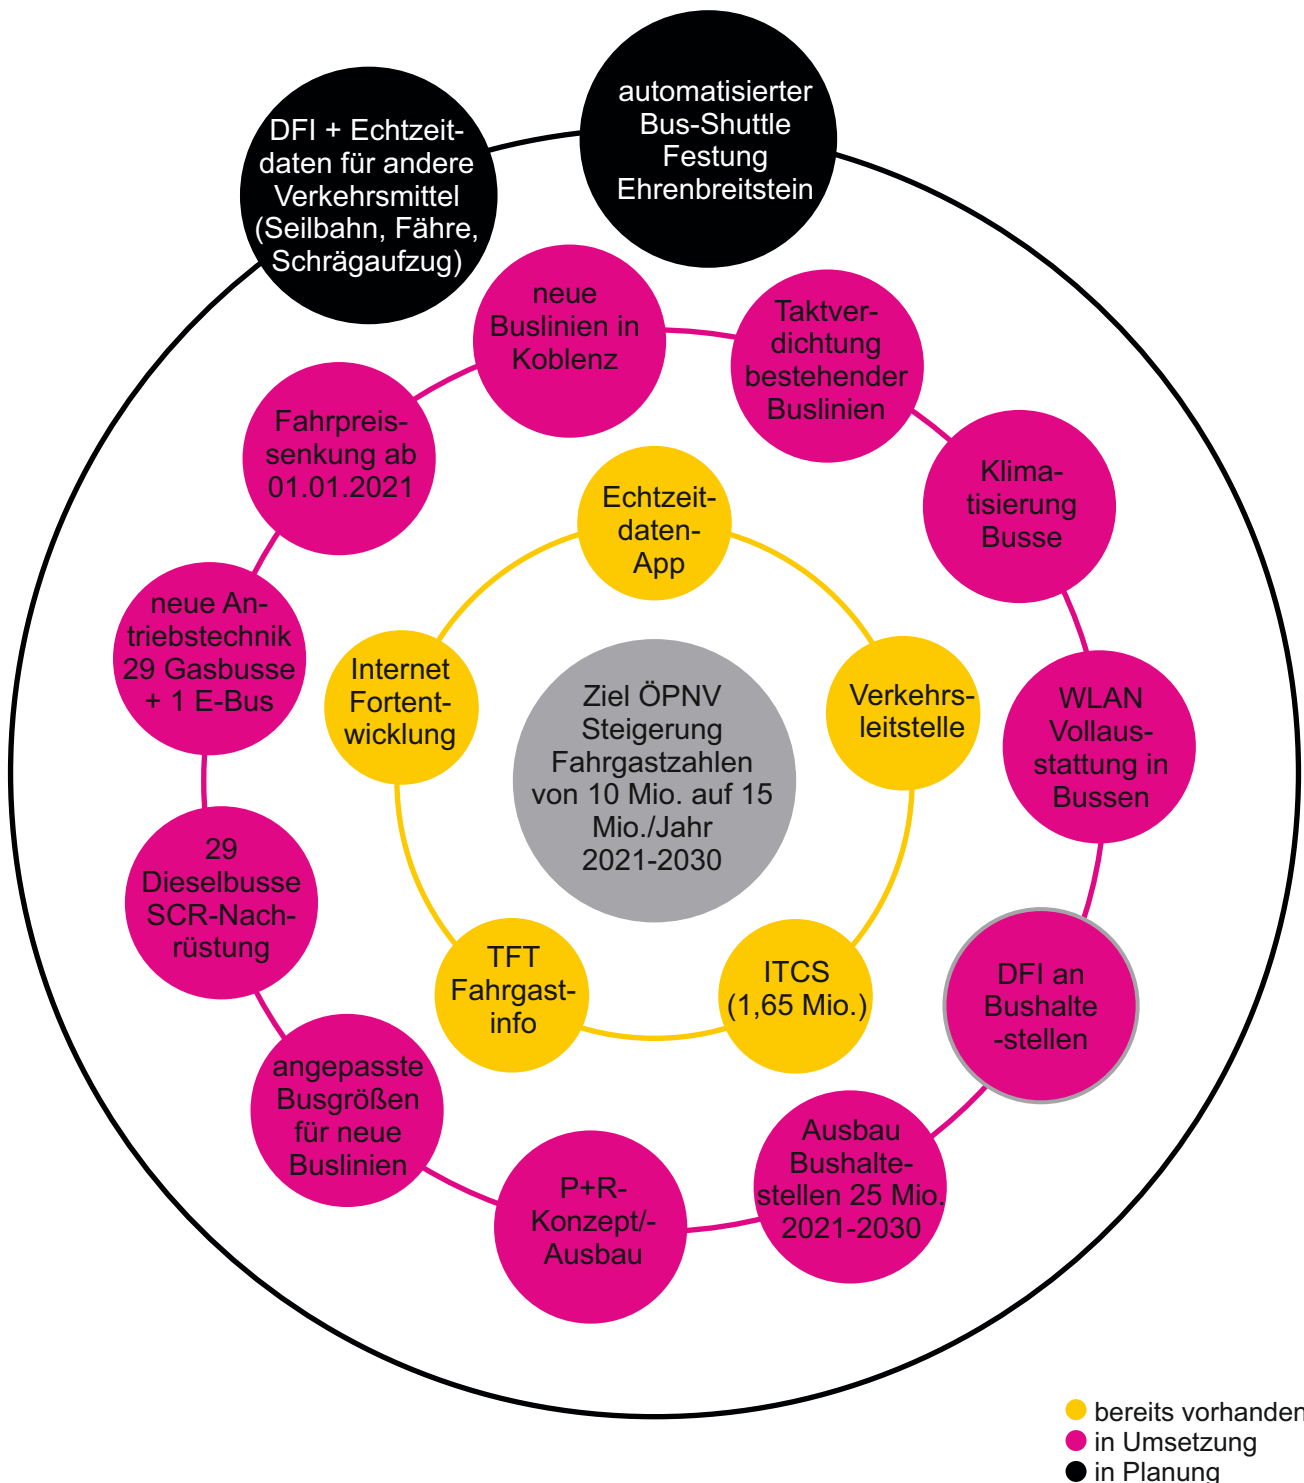 automatisierter
Bus-Shuttle
Festung
Ehrenbreitstein
DFI + Echtzeit-
daten für andere
Verkehrsmittel
(Seilbahn, Fähre,
Schrägaufzug)
neue
Buslinien in
Koblenz
Taktver-
dichtung
bestehender
Buslinien
Fahrpreis-
senkung ab
01.01.2021
Klima-
tisierung
Busse
Echtzeit-
daten-
App
neue An-
triebstechnik
29 Gasbusse
+ 1 E-Bus
Internet
Fortent-
wicklung
Ziel ÖPNV
Steigerung
Fahrgastzahlen
von 10 Mio. auf 15
Mio./Jahr
2021-2030
Verkehrs-
leitstelle
WLAN
Vollaus-
stattung in
Bussen
29
Dieselbusse
SCR-Nach-
rüstung
TFT
Fahrgast-
info
ITCS
(1,65 Mio.)
DFI an
Bushalte
-stellen
angepasste
Busgrößen
für neue
Buslinien
P+R-
Konzept/-
Ausbau
Ausbau
Bushalte-
stellen 25 Mio.
2021-2030
bereits vorhanden
in Umsetzung
in Planung